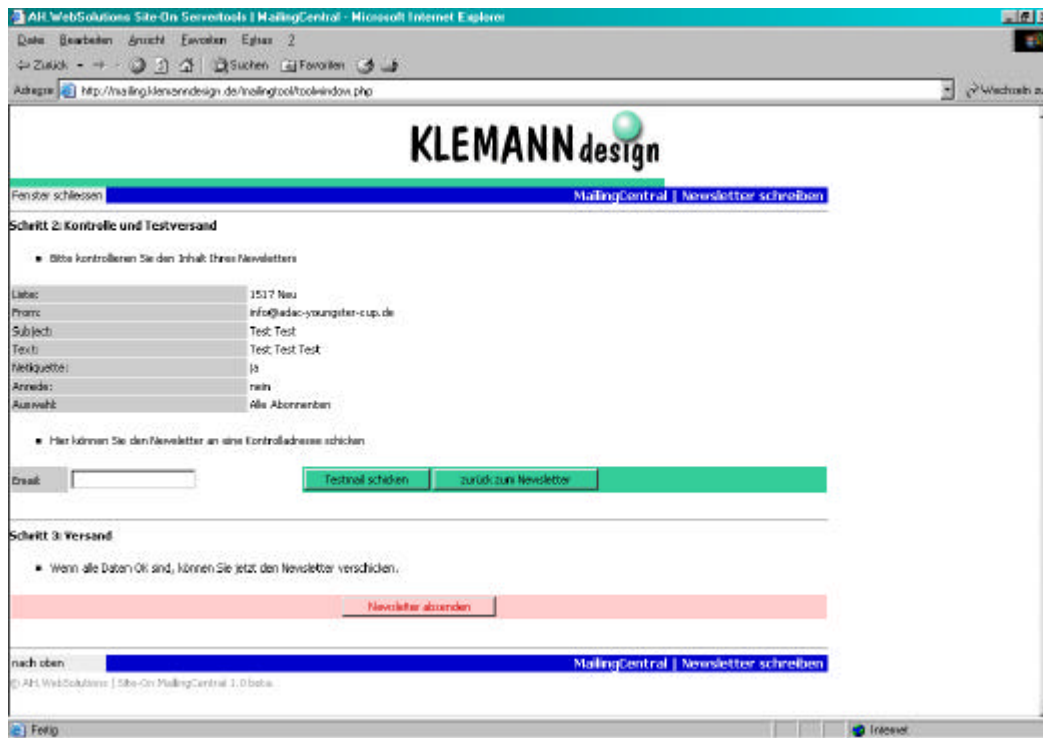 AH.WebSolutions Site-On Servertools | MailingCentral - Microsoft Internet Explorer
Datei Bearbeiten Ansicht Favoriten Extras ?
Zurück Suchen Favoriten
Adresse http://mailing.klemanndesign.de/mailingtool/toolwindow.php Wechseln zu
KLEMANN design
Fenster schliessen MailingCentral | Newsletter schreiben
Schritt 2: Kontrolle und Testversand
Bitte kontrollieren Sie den Inhalt Ihres Newsletters
Liste: 1517 Neu
From: info@adac-youngster-cup.de
Subject: Test Test
Text: Test Test Test
Netiquette: ja
Anrede: nein
Auswahl: Alle Abonnenten
Hier können Sie den Newsletter an eine Kontrolladresse schicken
Email: Testmail schicken zurück zum Newsletter
Schritt 3: Versand
Wenn alle Daten OK sind, können Sie jetzt den Newsletter verschicken.
Newsletter absenden
nach oben MailingCentral | Newsletter schreiben
© AH.WebSolutions | Site-On MailingCentral 1.0 beta
Fertig Internet